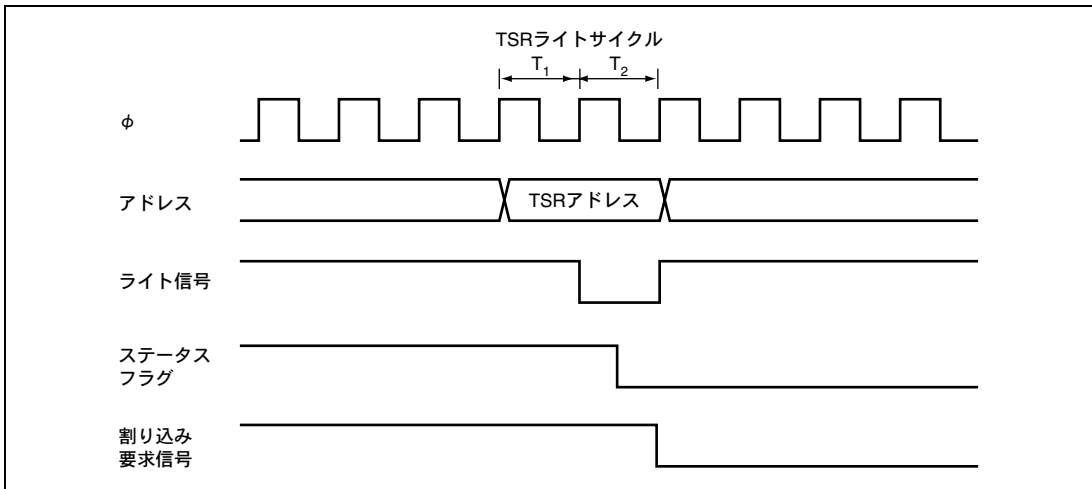 TSRライトサイクル
T1 T2
φ
アドレス
TSRアドレス
ライト信号
ステータス
フラグ
割り込み
要求信号